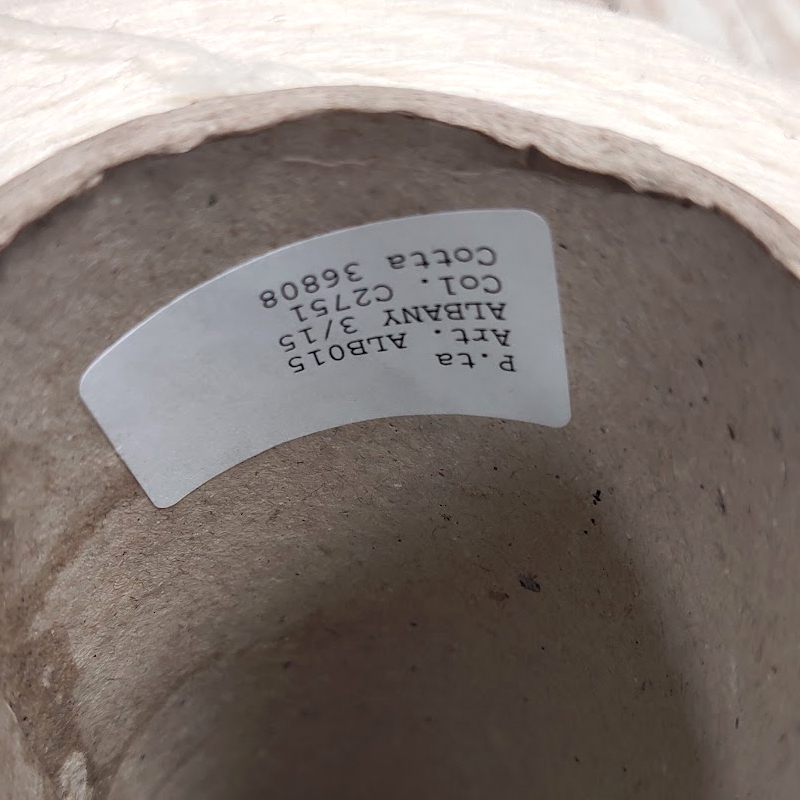 P.ta
Art. ALB015
ALBANY 3/15
Col. C2751
Cotta 36808